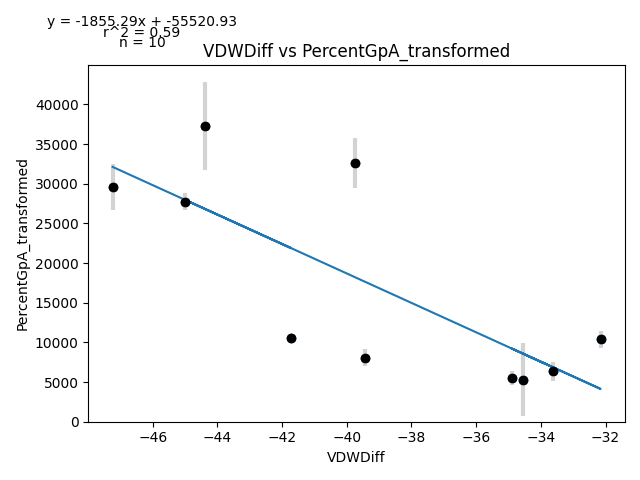 y = -1855.29x + -55520.93
r^2 = 0.59
n = 10
VDWDiff vs PercentGpA_transformed
PercentGpA_transformed
40000
35000
30000
25000
20000
15000
10000
5000
0
−46 −44 −42 −40 −38 −36 −34 −32
VDWDiff